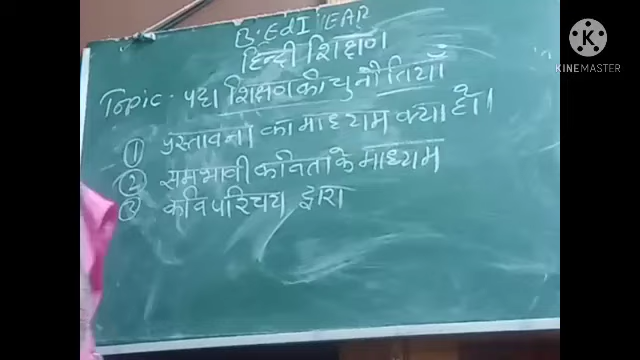 B.Ed I YEAR
हिन्दी शिक्षण
Topic - पद्य शिक्षण की चुनौतियाँ
① प्रस्तावना का माध्यम क्या हो।
② समभावी कविता के माध्यम
③ कवि परिचय द्वारा
KINEMASTER